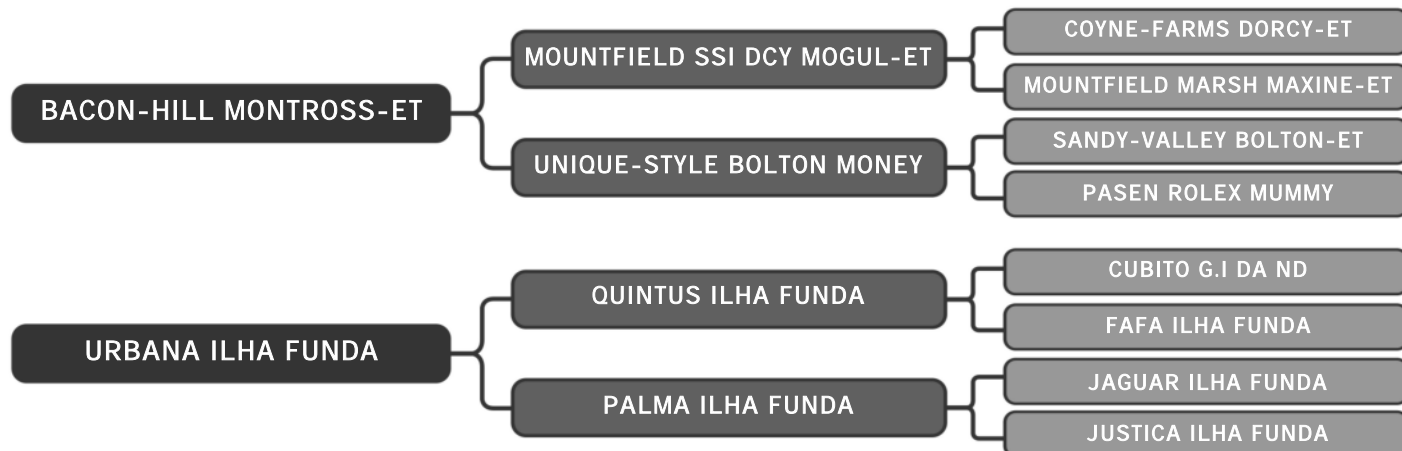 COYNE-FARMS DORCY-ET
MOUNTFIELD SSI DCY MOGUL-ET
MOUNTFIELD MARSH MAXINE-ET
BACON-HILL MONTROSS-ET
SANDY-VALLEY BOLTON-ET
UNIQUE-STYLE BOLTON MONEY
PASEN ROLEX MUMMY
CUBITO G.I DA ND
QUINTUS ILHA FUNDA
FAFA ILHA FUNDA
URBANA ILHA FUNDA
JAGUAR ILHA FUNDA
PALMA ILHA FUNDA
JUSTICA ILHA FUNDA